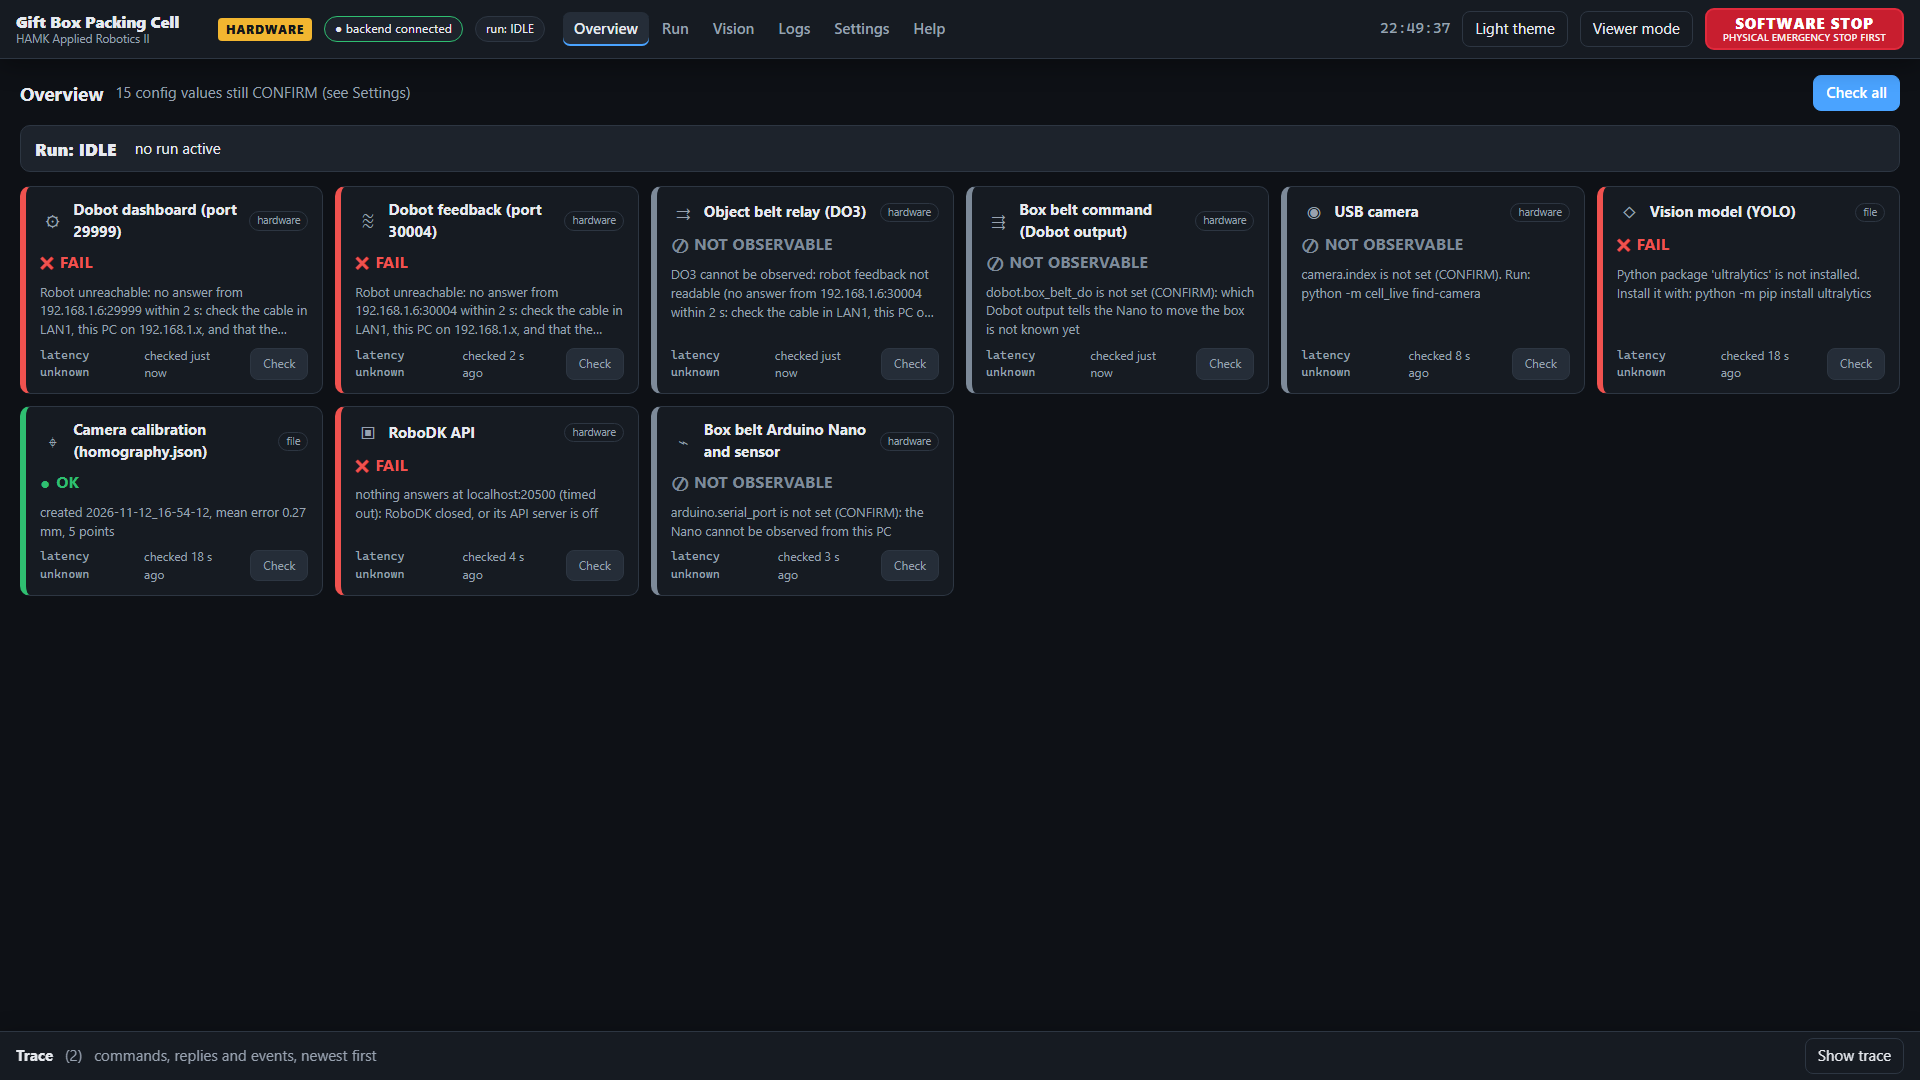 Gift Box Packing Cell
HAMK Applied Robotics II
HARDWARE
backend connected
run: IDLE
Overview
Run
Vision
Logs
Settings
Help
22:49:37
Light theme
Viewer mode
SOFTWARE STOP
PHYSICAL EMERGENCY STOP FIRST
Overview
15 config values still CONFIRM (see Settings)
Check all
Run: IDLE
no run active
Dobot dashboard (port
29999)
hardware
FAIL
Robot unreachable: no answer from
192.168.1.6:29999 within 2 s: check the cable in
LAN1, this PC on 192.168.1.x, and that the...
latency
unknown
checked just
now
Check
Dobot feedback (port
30004)
hardware
FAIL
Robot unreachable: no answer from
192.168.1.6:30004 within 2 s: check the cable in
LAN1, this PC on 192.168.1.x, and that the...
latency
unknown
checked 2 s
ago
Check
Object belt relay (DO3)
hardware
NOT OBSERVABLE
DO3 cannot be observed: robot feedback not
readable (no answer from 192.168.1.6:30004
within 2 s: check the cable in LAN1, this PC o...
latency
unknown
checked just
now
Check
Box belt command
(Dobot output)
hardware
NOT OBSERVABLE
dobot.box_belt_do is not set (CONFIRM): which
Dobot output tells the Nano to move the box
is not known yet
latency
unknown
checked just
now
Check
USB camera
hardware
NOT OBSERVABLE
camera.index is not set (CONFIRM). Run:
python -m cell_live find-camera
latency
unknown
checked 8 s
ago
Check
Vision model (YOLO)
file
FAIL
Python package 'ultralytics' is not installed.
Install it with: python -m pip install ultralytics
latency
unknown
checked 18 s
ago
Check
Camera calibration
(homography.json)
file
OK
created 2026-11-12_16-54-12, mean error 0.27
mm, 5 points
latency
unknown
checked 18 s
ago
Check
RoboDK API
hardware
FAIL
nothing answers at localhost:20500 (timed
out): RoboDK closed, or its API server is off
latency
unknown
checked 4 s
ago
Check
Box belt Arduino Nano
and sensor
hardware
NOT OBSERVABLE
arduino.serial_port is not set (CONFIRM): the
Nano cannot be observed from this PC
latency
unknown
checked 3 s
ago
Check
Trace
(2)
commands, replies and events, newest first
Show trace